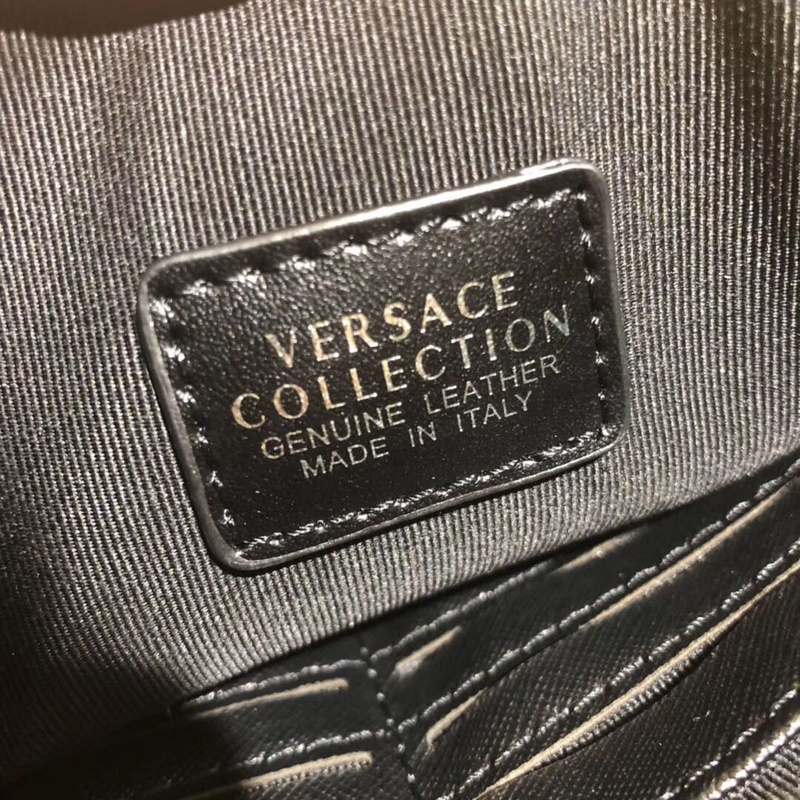 VERSACE
COLLECTION
GENUINE LEATHER
MADE IN ITALY